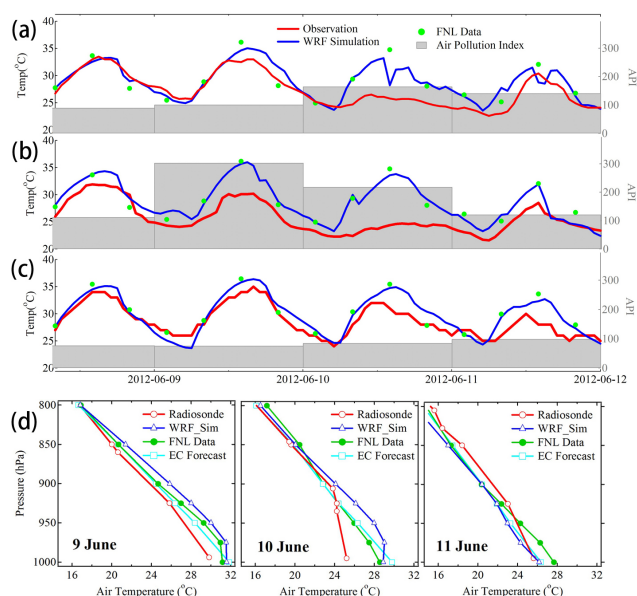 (a)
Observation
WRF Simulation
FNL Data
Air Pollution Index
Temp(°C)
40
35
30
25
20
300
200
100
0
API
(b)
Temp(°C)
35
30
25
20
300
200
100
0
API
(c)
Temp(°C)
35
30
25
20
300
200
100
0
API
2012-06-09 2012-06-10 2012-06-11 2012-06-12
(d)
Pressure (hPa)
800
850
900
950
1000
Radiosonde
WRF_Sim
FNL Data
EC Forecast
9 June
16 20 24 28 32
Air Temperature (°C)
Radiosonde
WRF_Sim
FNL Data
EC Forecast
10 June
16 20 24 28 32
Air Temperature (°C)
Radiosonde
WRF_Sim
FNL Data
EC Forecast
11 June
16 20 24 28 32
Air Temperature (°C)